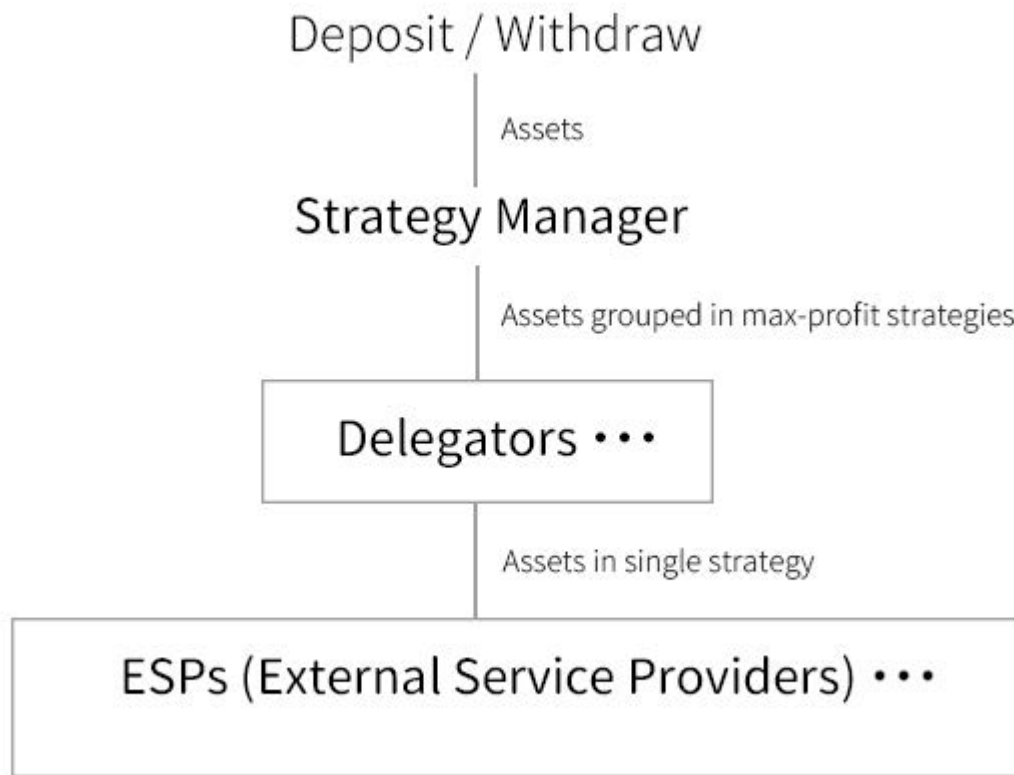 Deposit / Withdraw
Assets
Strategy Manager
Assets grouped in max-profit strategies
Delegators •••
Assets in single strategy
ESPs (External Service Providers) •••